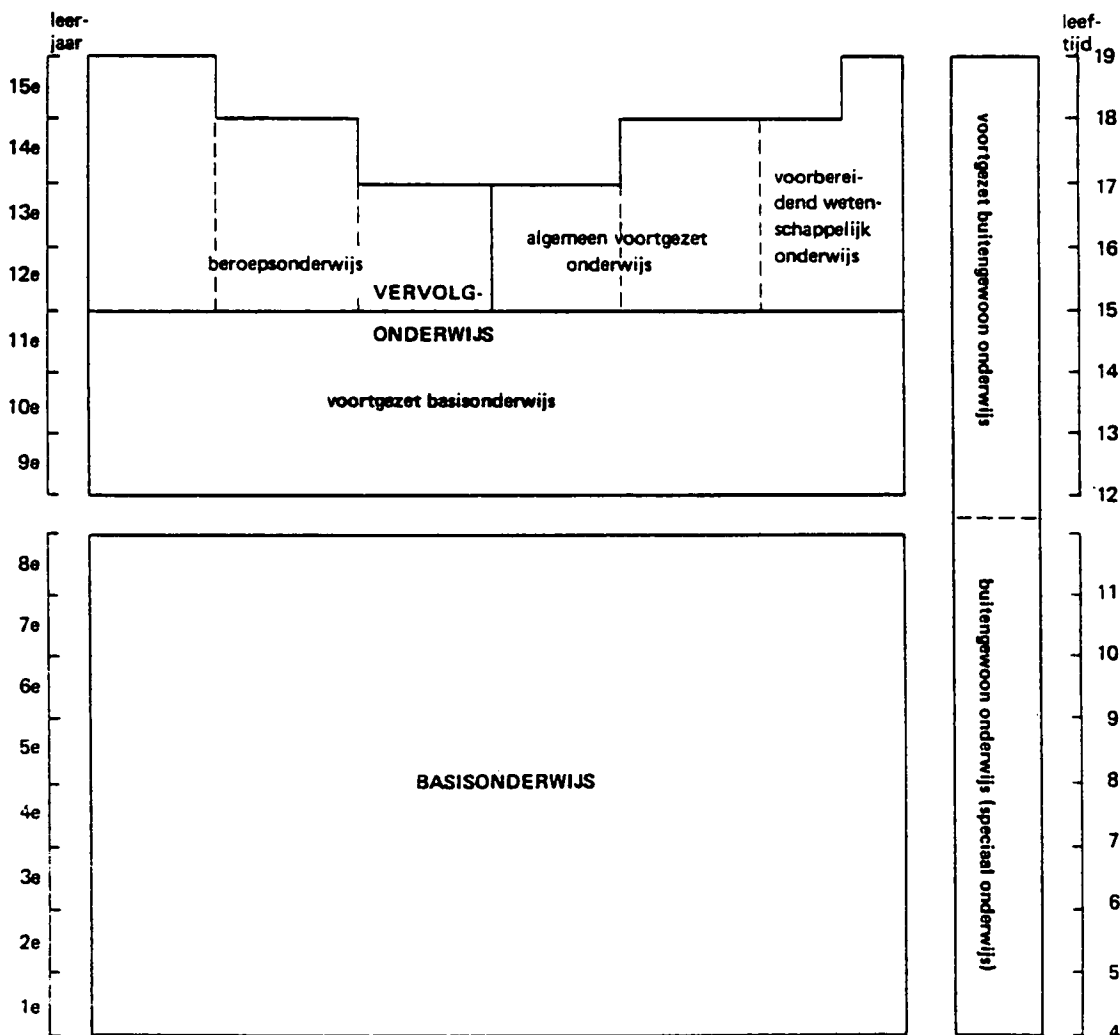 leer-
jaar
15e
14e
13e
12e
11e
10e
9e
8e
7e
6e
5e
4e
3e
2e
1e
beroepsonderwijs
algemeen voortgezet
onderwijs
voorberei-
dend weten-
schappelijk
onderwijs
VERVOLG-
ONDERWIJS
voortgezet basisonderwijs
BASISONDERWIJS
voortgezet buitengewoon onderwijs
buitengewoon onderwijs (speciaal onderwijs)
leef-
tijd
19
18
17
16
15
14
13
12
11
10
9
8
7
6
5
4